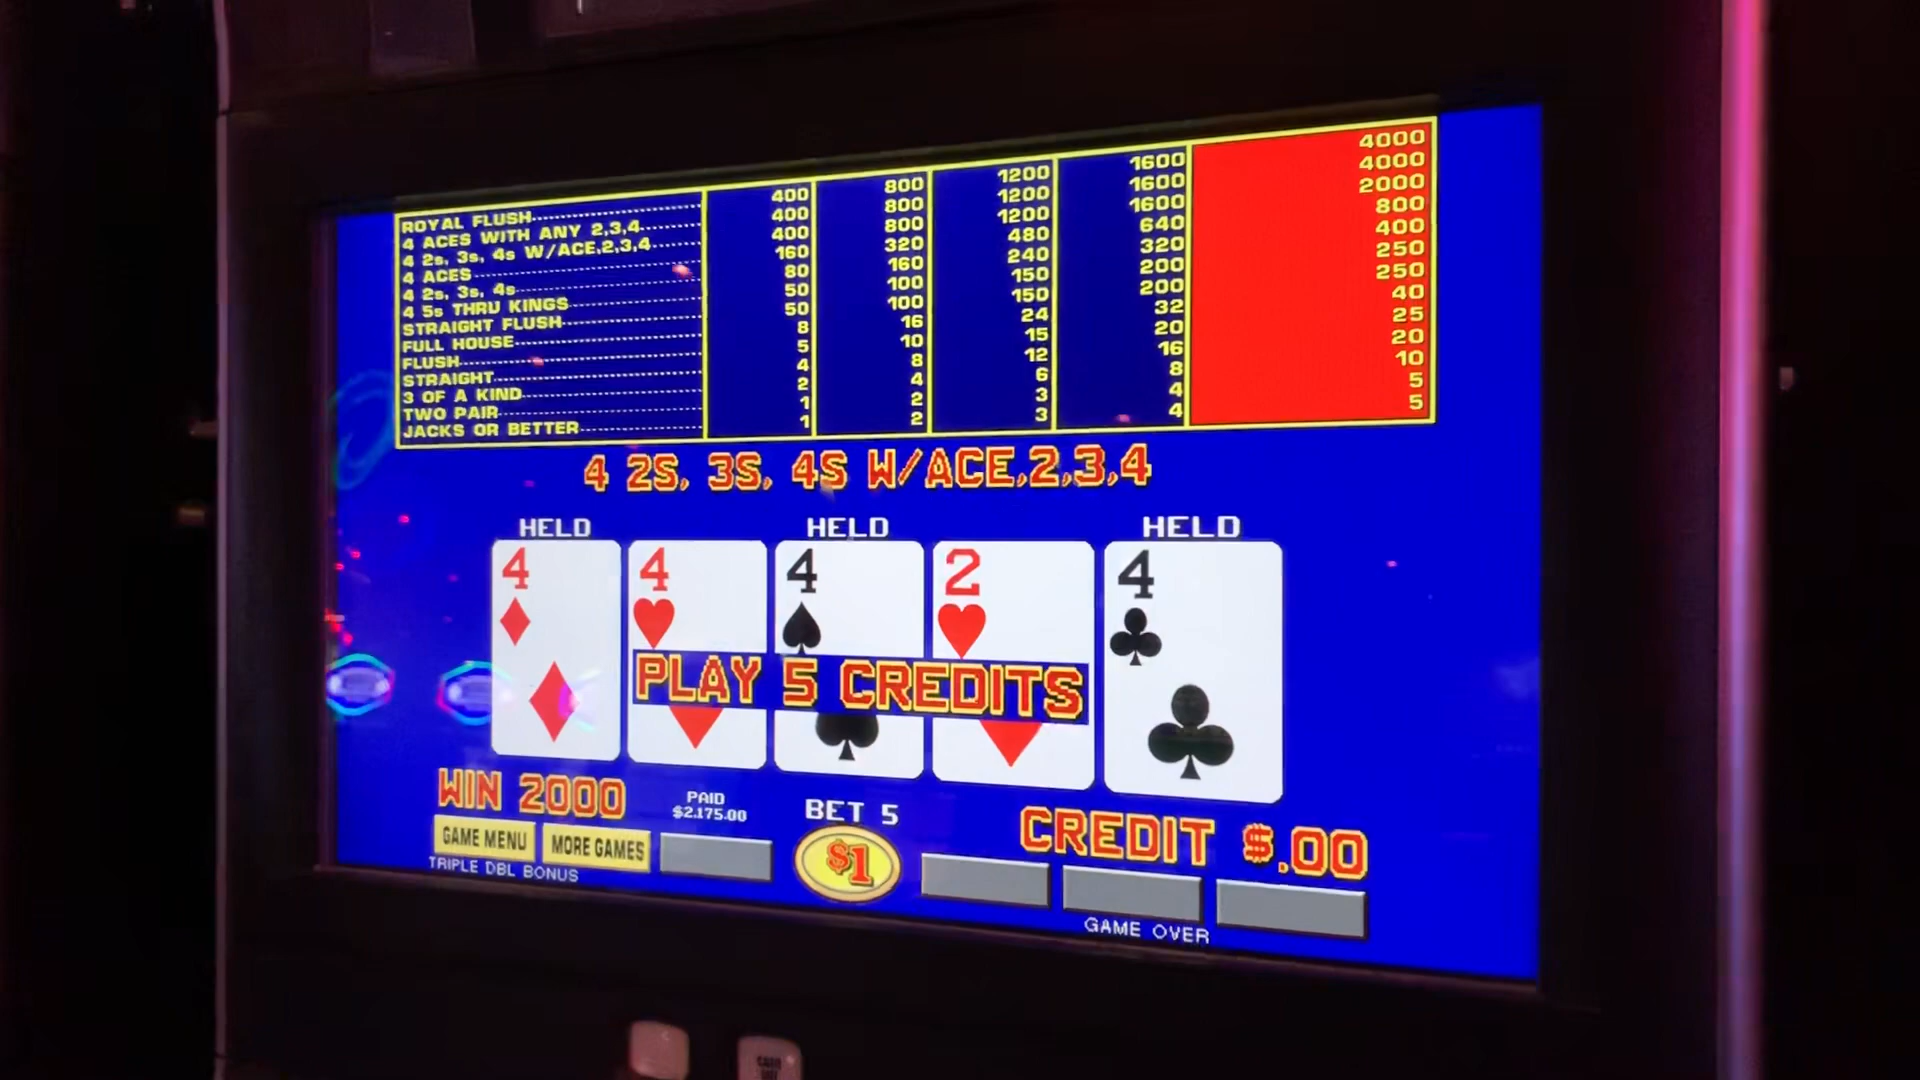 ROYAL FLUSH 400 800 1200 1600 4000
4 ACES WITH ANY 2,3,4 400 800 1200 1600 4000
4 2s, 3s, 4s W/ACE,2,3,4 400 800 1200 1600 2000
4 ACES 160 320 480 640 800
4 2s, 3s, 4s 80 160 240 320 400
4 5s THRU KINGS 50 100 150 200 250
STRAIGHT FLUSH 50 100 150 200 250
FULL HOUSE 8 16 24 32 40
FLUSH 5 10 15 20 25
STRAIGHT 4 8 12 16 20
3 OF A KIND 2 4 6 8 10
TWO PAIR 1 2 3 4 5
JACKS OR BETTER 1 2 3 4 5
4 2S, 3S, 4S W/ACE,2,3,4
HELD HELD HELD
4 4 4 2 4
PLAY 5 CREDITS
WIN 2000 PAID BET 5 CREDIT $.00
$2,175.00
GAME MENU MORE GAMES $1
TRIPLE DBL BONUS GAME OVER